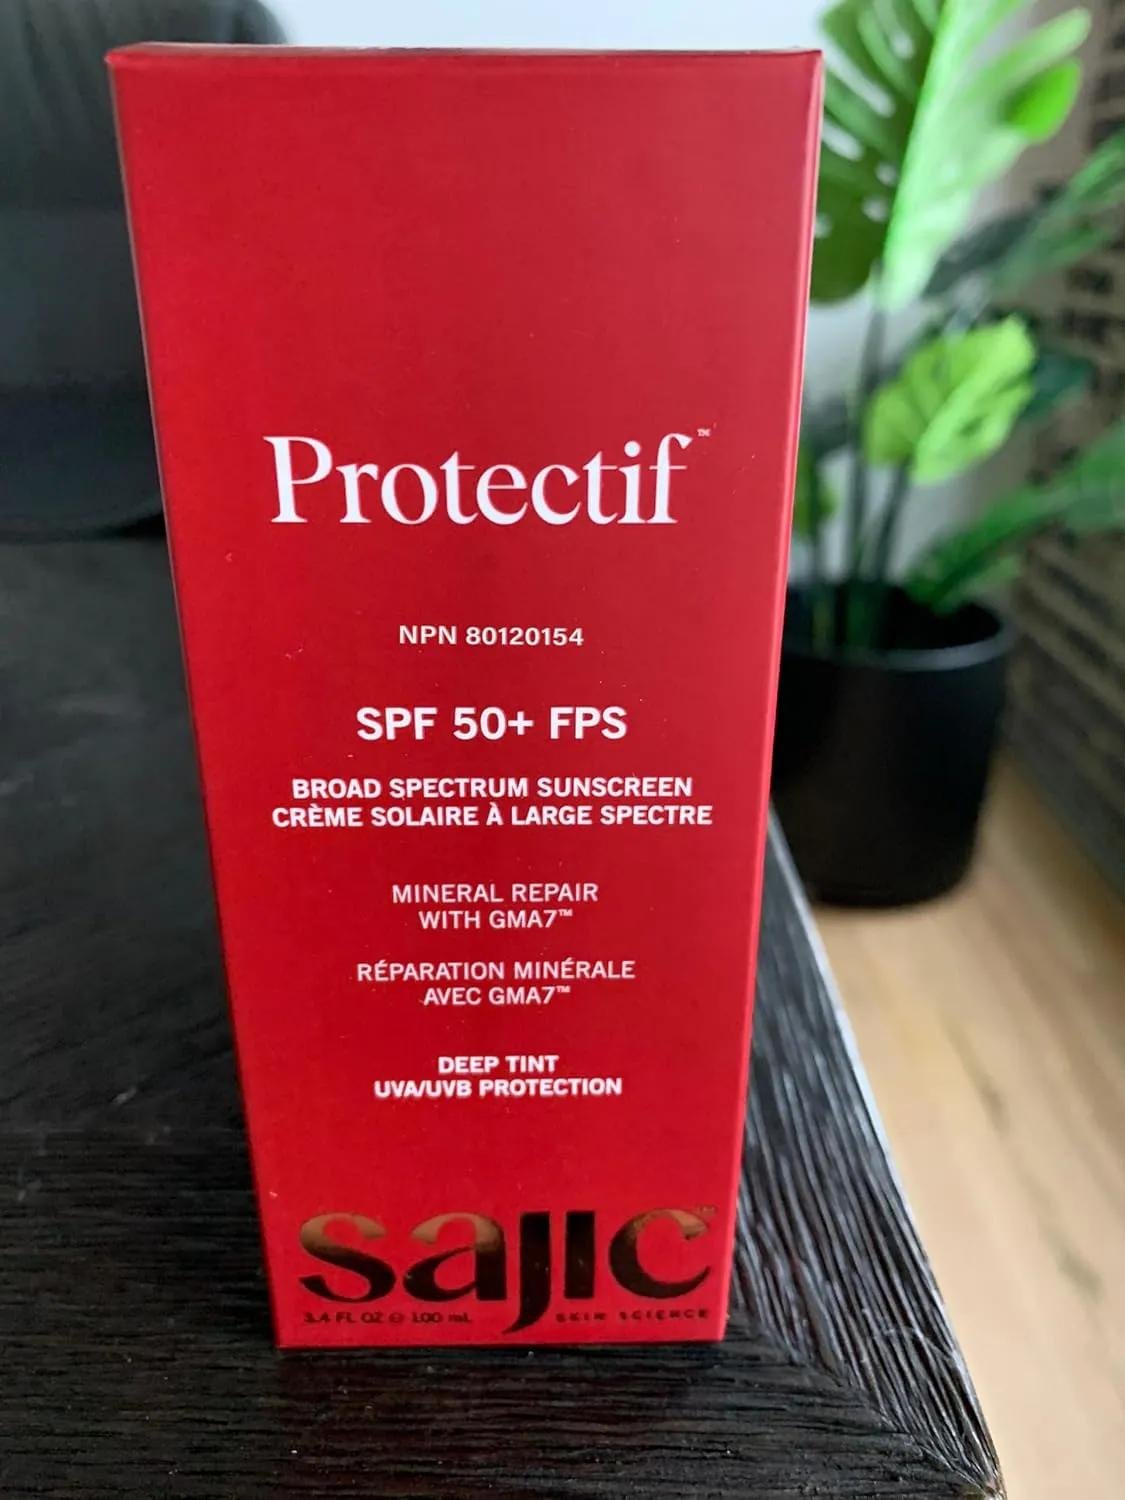 Protectif™
NPN 80120154
SPF 50+ FPS
BROAD SPECTRUM SUNSCREEN
CRÈME SOLAIRE À LARGE SPECTRE
MINERAL REPAIR
WITH GMA7™
RÉPARATION MINÉRALE
AVEC GMA7™
DEEP TINT
UVA/UVB PROTECTION
sajic™
3.4 FL OZ ℮ 100 mL SKIN SCIENCE